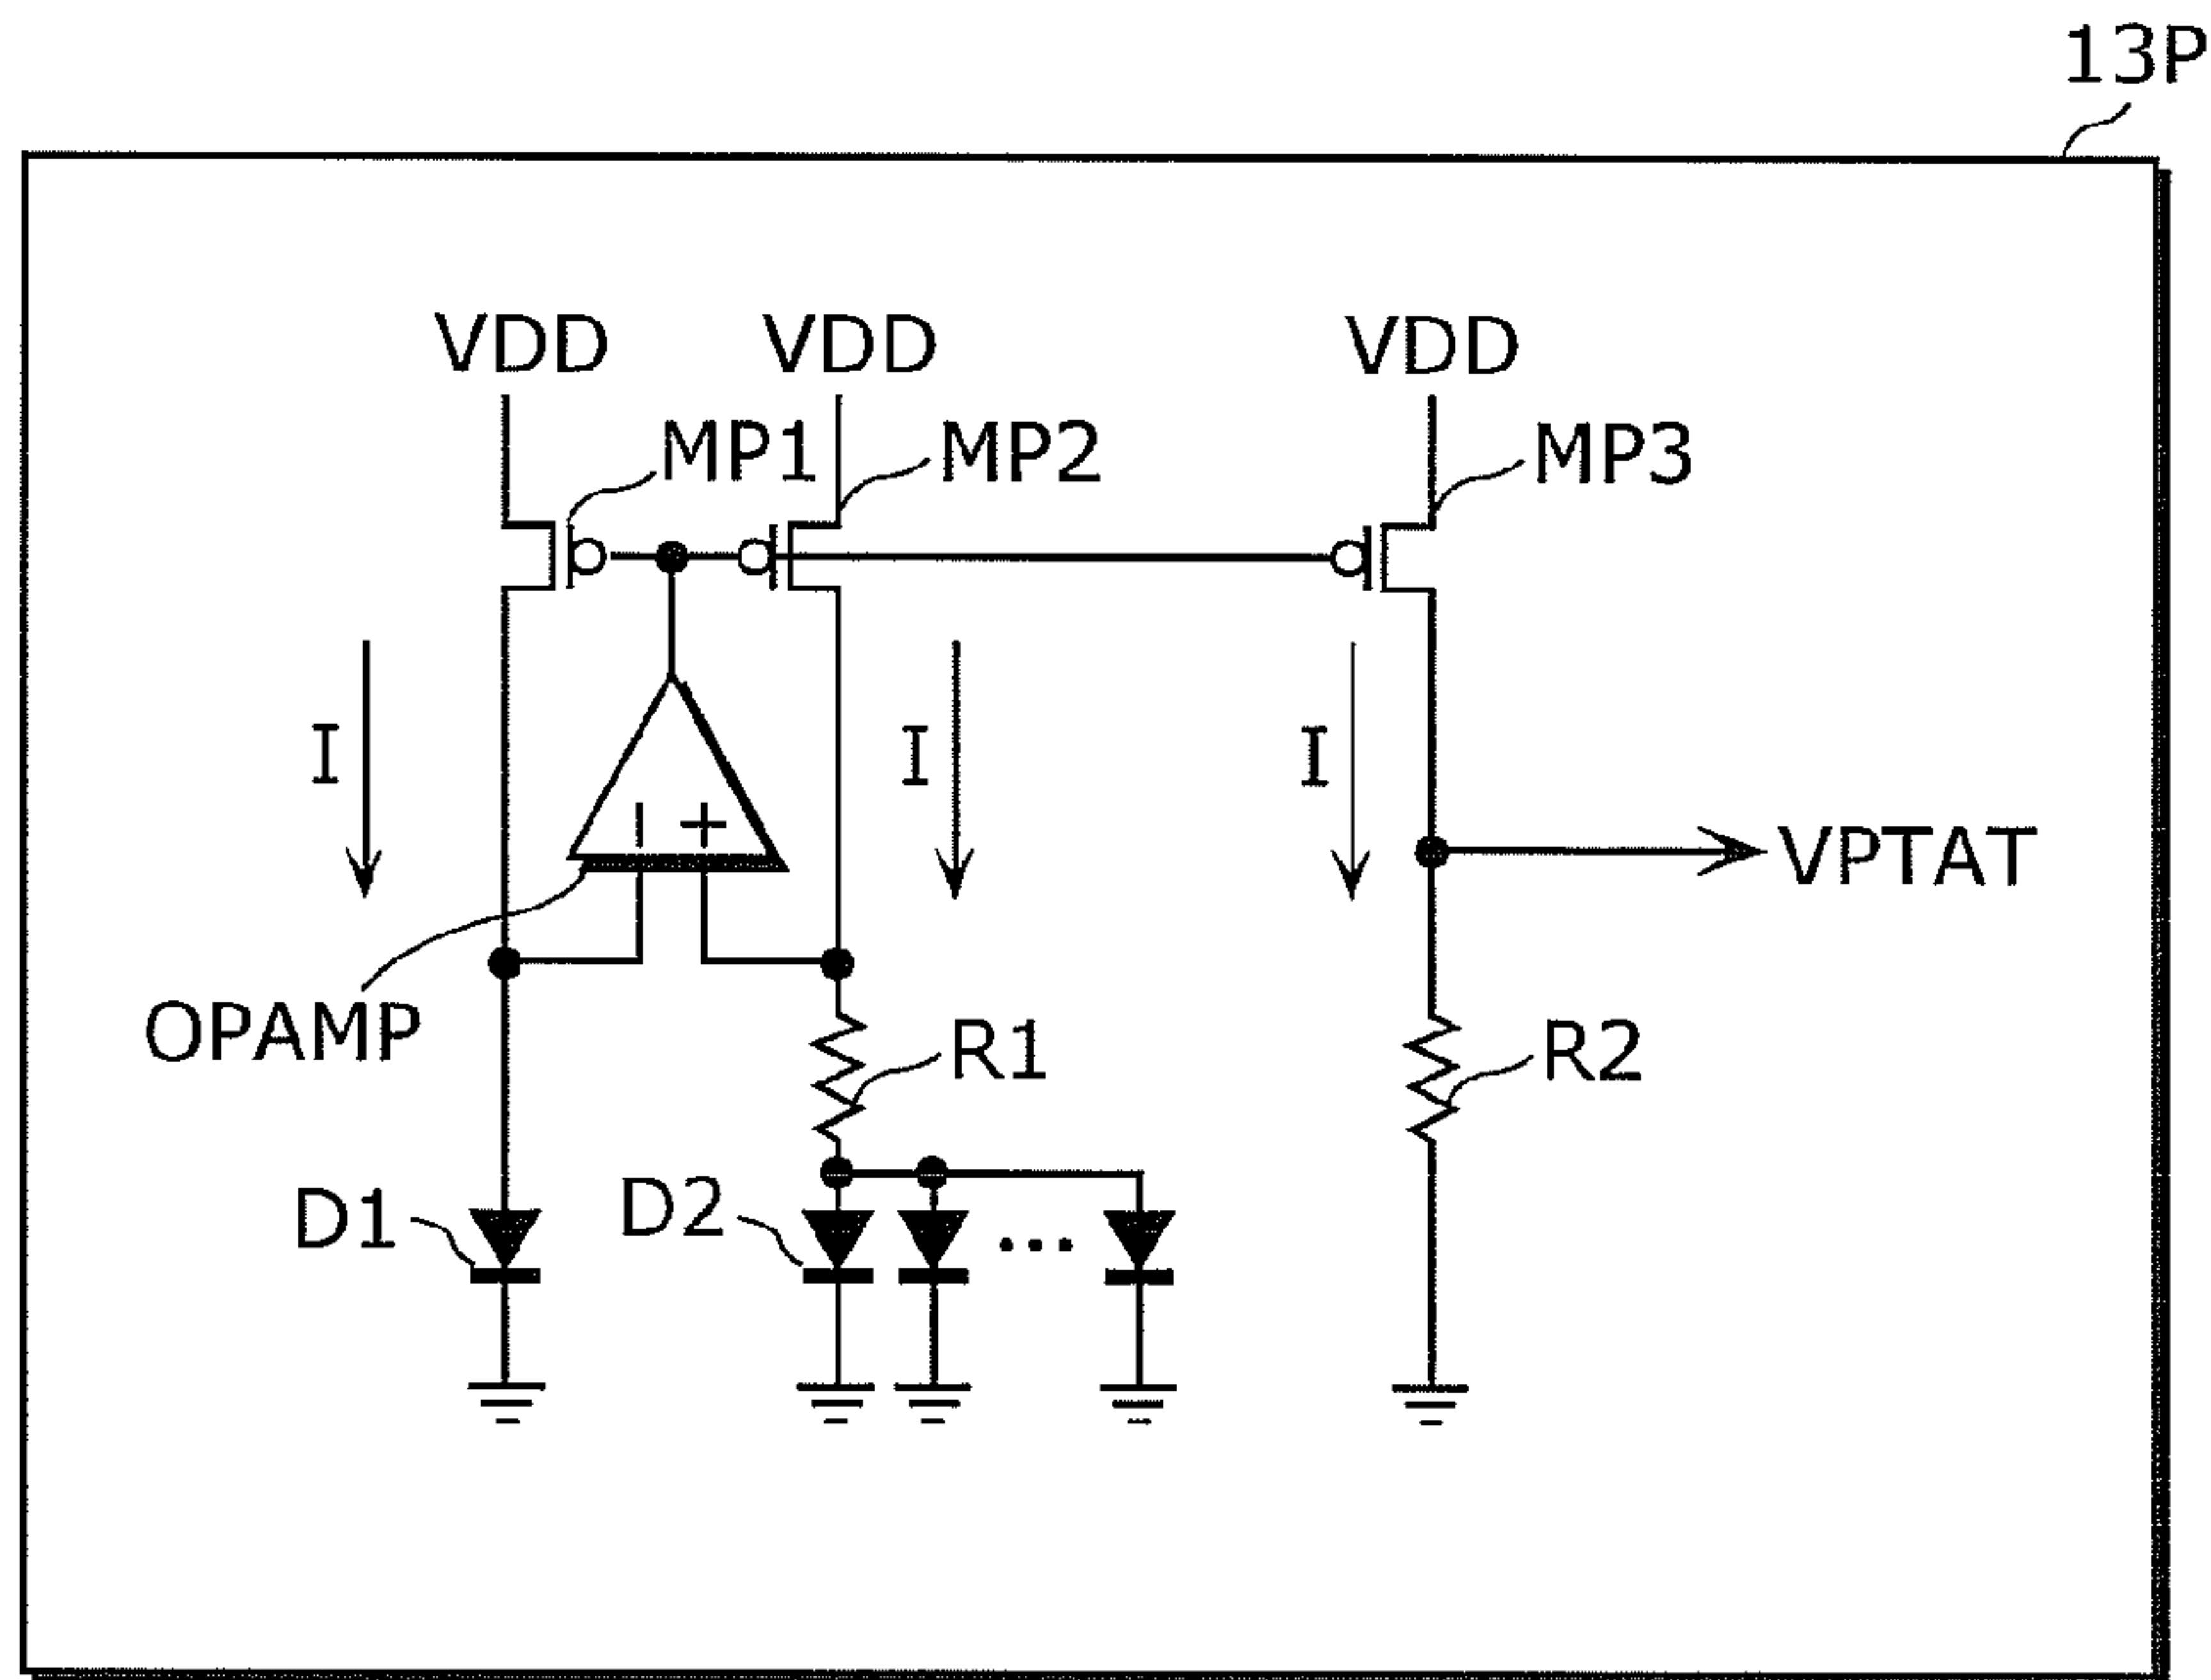 13P
VDD VDD VDD
MP1 MP2 MP3
I I I
− +
VPTAT
OPAMP
R1 R2
D1 D2 ...